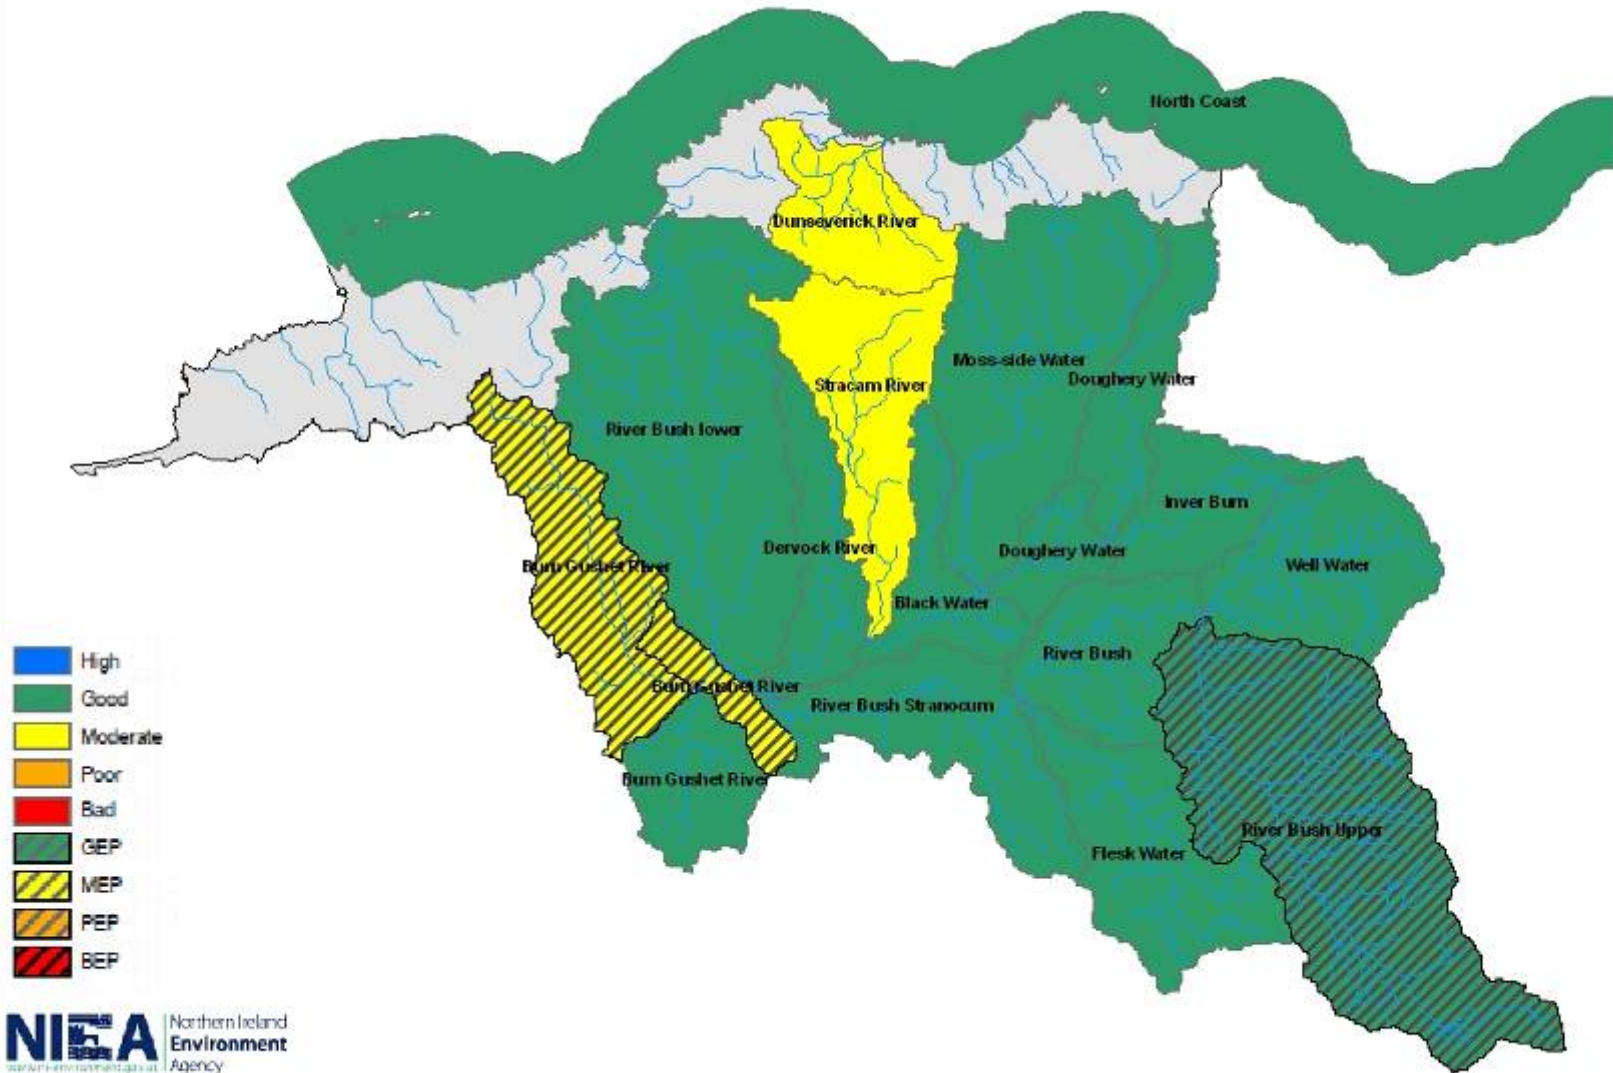 North Coast
Dunseverick River
Moss-side Water
Doughery Water
Stracam River
River Bush lower
Inver Burn
Dervock River
Doughery Water
Burn Gushet River
Well Water
Black Water
River Bush
Burn Gushet River
River Bush Stranocum
Burn Gushet River
River Bush Upper
Flesk Water
High
Good
Moderate
Poor
Bad
GEP
MEP
PEP
BEP
NIEA
Northern Ireland
Environment
Agency